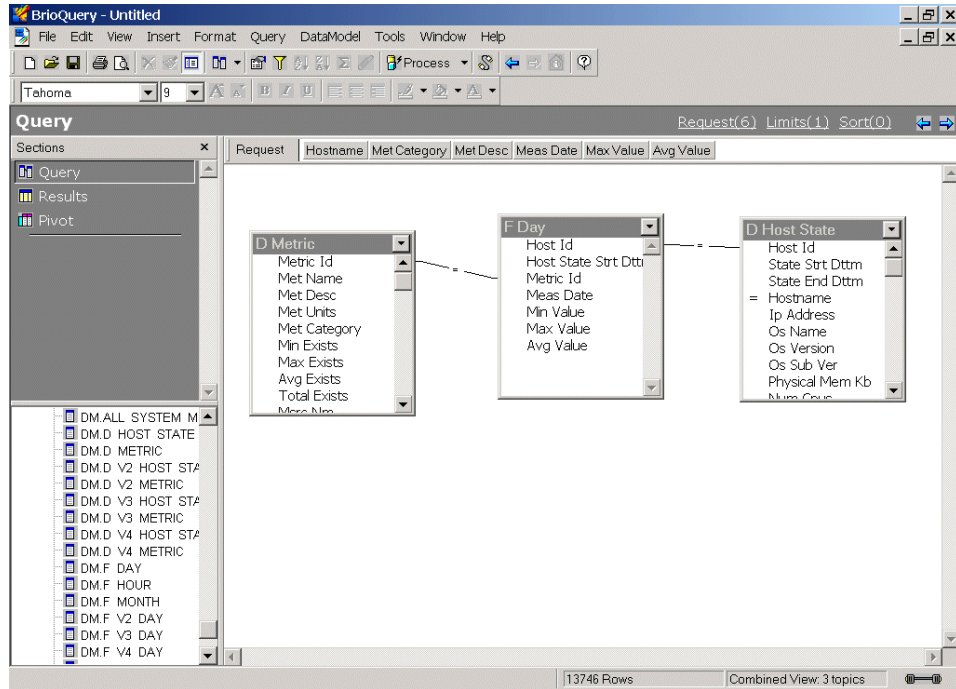 BrioQuery - Untitled
File Edit View Insert Format Query DataModel Tools Window Help
Process
Tahoma 9
Query Request(6) Limits(1) Sort(0)
Sections
Request Hostname Met Category Met Desc Meas Date Max Value Avg Value
Query
Results
Pivot
D Metric
Metric Id
Met Name
Met Desc
Met Units
Met Category
Min Exists
Max Exists
Avg Exists
Total Exists
F Day
Host Id
Host State Strt Dttm
Metric Id
Meas Date
Min Value
Max Value
Avg Value
D Host State
Host Id
State Strt Dttm
State End Dttm
= Hostname
Ip Address
Os Name
Os Version
Os Sub Ver
Physical Mem Kb
Num Cpus
=
=
DM.ALL SYSTEM M
DM.D HOST STATE
DM.D METRIC
DM.D V2 HOST STA
DM.D V2 METRIC
DM.D V3 HOST STA
DM.D V3 METRIC
DM.D V4 HOST STA
DM.D V4 METRIC
DM.F DAY
DM.F HOUR
DM.F MONTH
DM.F V2 DAY
DM.F V3 DAY
DM.F V4 DAY
13746 Rows
Combined View: 3 topics